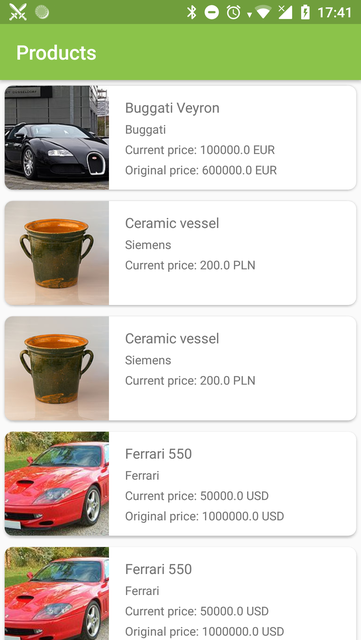 17:41
Products
Buggati Veyron
Buggati
Current price: 100000.0 EUR
Original price: 600000.0 EUR
Ceramic vessel
Siemens
Current price: 200.0 PLN
Ceramic vessel
Siemens
Current price: 200.0 PLN
Ferrari 550
Ferrari
Current price: 50000.0 USD
Original price: 1000000.0 USD
Ferrari 550
Ferrari
Current price: 50000.0 USD
Original price: 1000000.0 USD